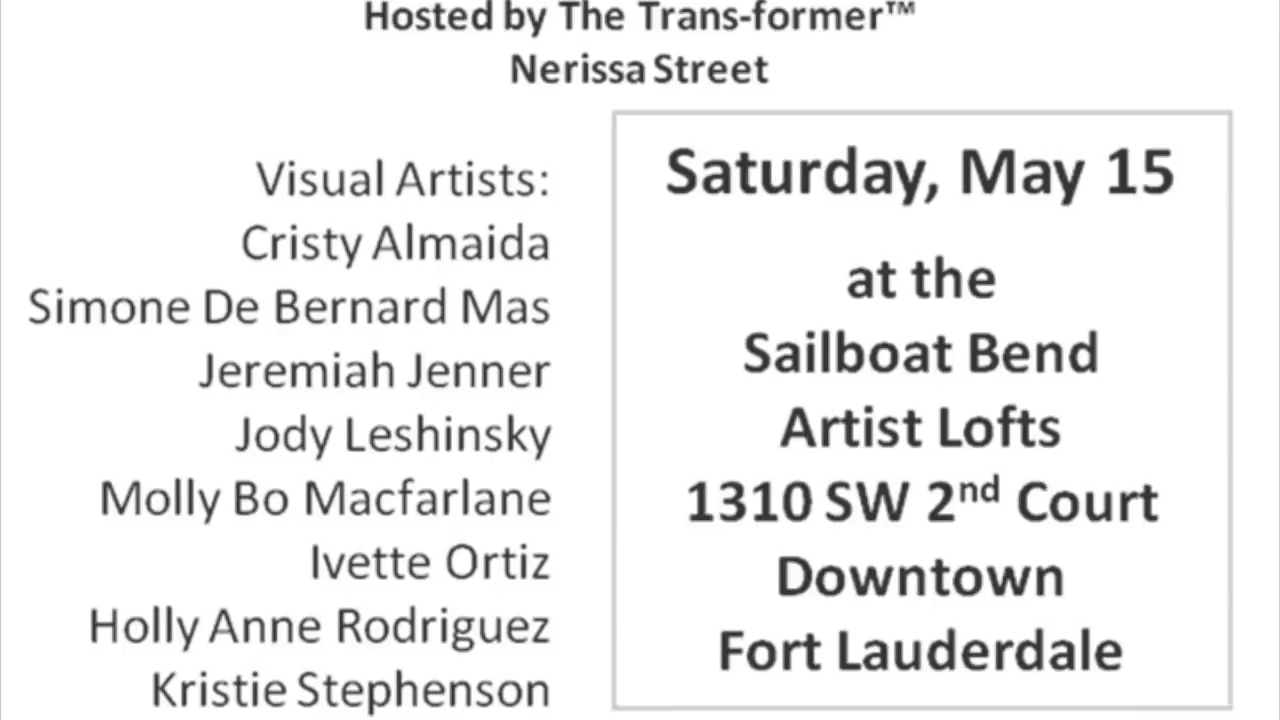 Hosted by The Trans-former™
Nerissa Street
Visual Artists:
Cristy Almaida
Simone De Bernard Mas
Jeremiah Jenner
Jody Leshinsky
Molly Bo Macfarlane
Ivette Ortiz
Holly Anne Rodriguez
Kristie Stephenson
Saturday, May 15
at the
Sailboat Bend
Artist Lofts
1310 SW 2nd Court
Downtown
Fort Lauderdale